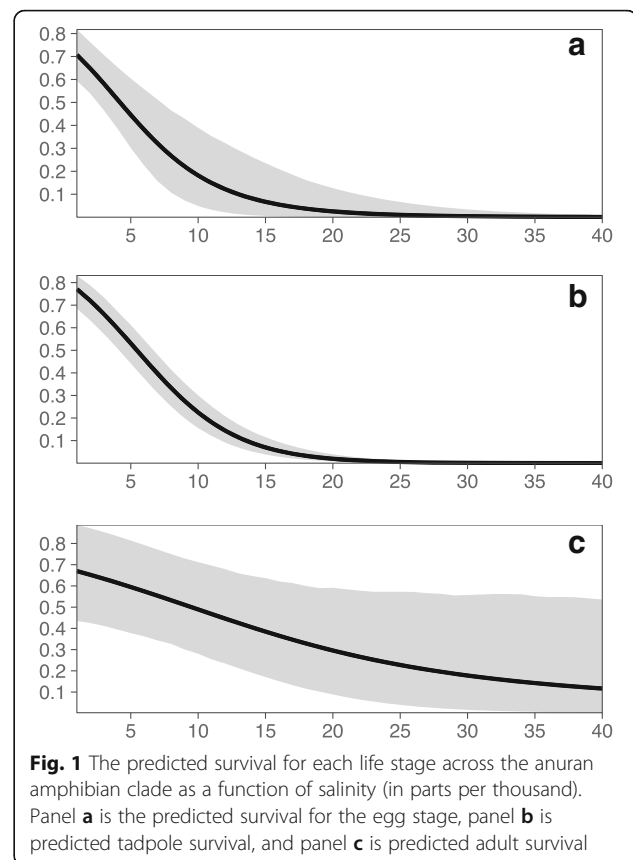 0.8
a
0.7
0.6
0.5
0.4
0.3
0.2
0.1
5 10 15 20 25 30 35 40
0.8
b
0.7
0.6
0.5
0.4
0.3
0.2
0.1
5 10 15 20 25 30 35 40
c
0.8
0.7
0.6
0.5
0.4
0.3
0.2
0.1
5 10 15 20 25 30 35 40
Fig. 1 The predicted survival for each life stage across the anuran
amphibian clade as a function of salinity (in parts per thousand).
Panel a is the predicted survival for the egg stage, panel b is
predicted tadpole survival, and panel c is predicted adult survival